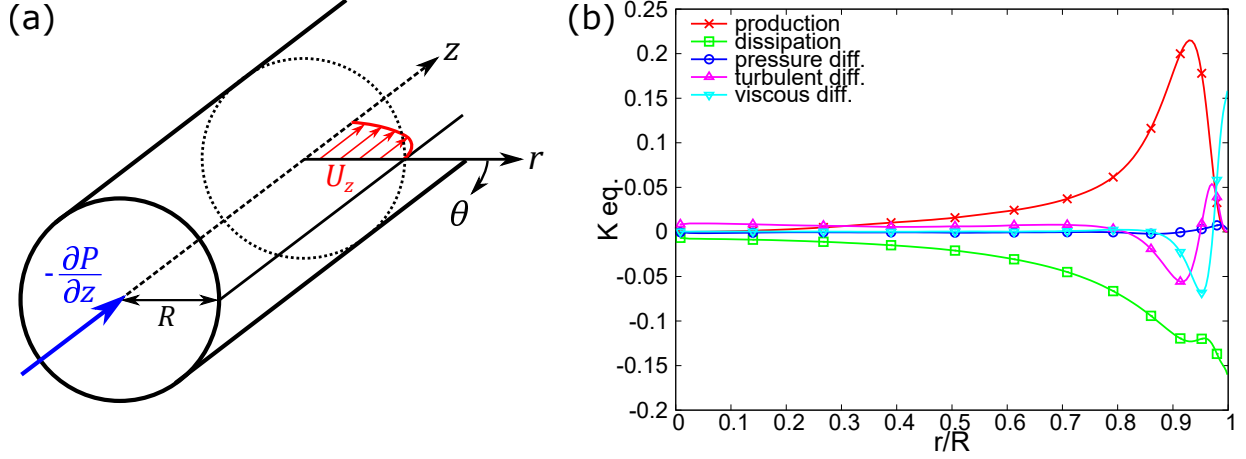 (a)
z
r
U_z
θ
-∂P/∂z
R
(b)
K eq.
0.25
0.2
0.15
0.1
0.05
0
-0.05
-0.1
-0.15
-0.2
production
dissipation
pressure diff.
turbulent diff.
viscous diff.
0 0.1 0.2 0.3 0.4 0.5 0.6 0.7 0.8 0.9 1
r/R